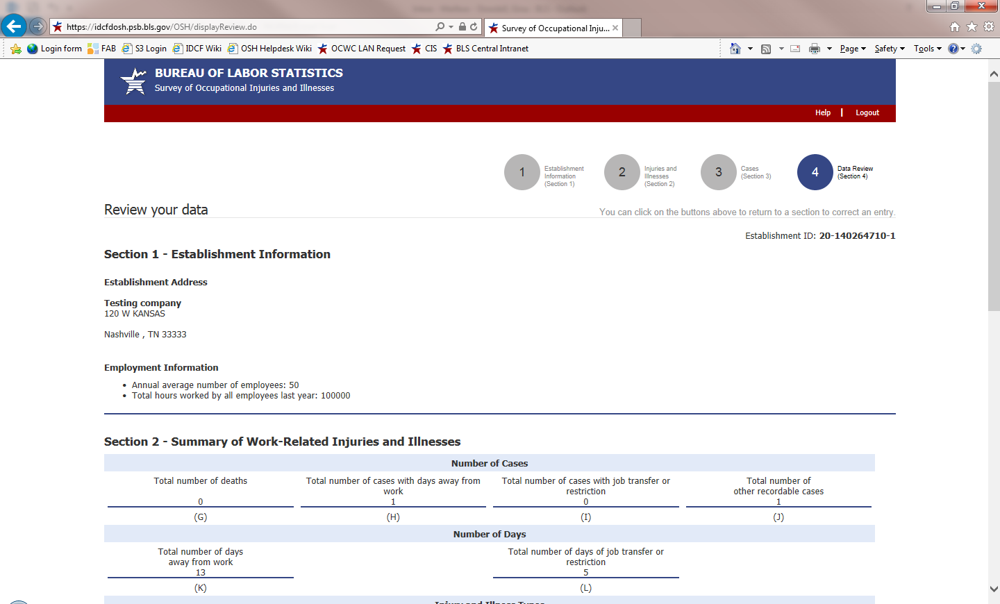 https://idcfdosh.psb.bls.gov/OSH/displayReview.do
Survey of Occupational Inju...
Login form FAB S3 Login IDCF Wiki OSH Helpdesk Wiki OCWC LAN Request CIS BLS Central Intranet
Page Safety Tools
BUREAU OF LABOR STATISTICS
Survey of Occupational Injuries and Illnesses
Help | Logout
1 Establishment Information (Section 1)
2 Injuries and Illnesses (Section 2)
3 Cases (Section 3)
4 Data Review (Section 4)
Review your data
You can click on the buttons above to return to a section to correct an entry.
Establishment ID: 20-140264710-1
Section 1 - Establishment Information
Establishment Address
Testing company
120 W KANSAS
Nashville , TN 33333
Employment Information
• Annual average number of employees: 50
• Total hours worked by all employees last year: 100000
Section 2 - Summary of Work-Related Injuries and Illnesses
Number of Cases
Total number of deaths
0
(G)
Total number of cases with days away from
work
1
(H)
Total number of cases with job transfer or
restriction
0
(I)
Total number of
other recordable cases
1
(J)
Number of Days
Total number of days
away from work
13
(K)
Total number of days of job transfer or
restriction
5
(L)
Injury and Illness Types